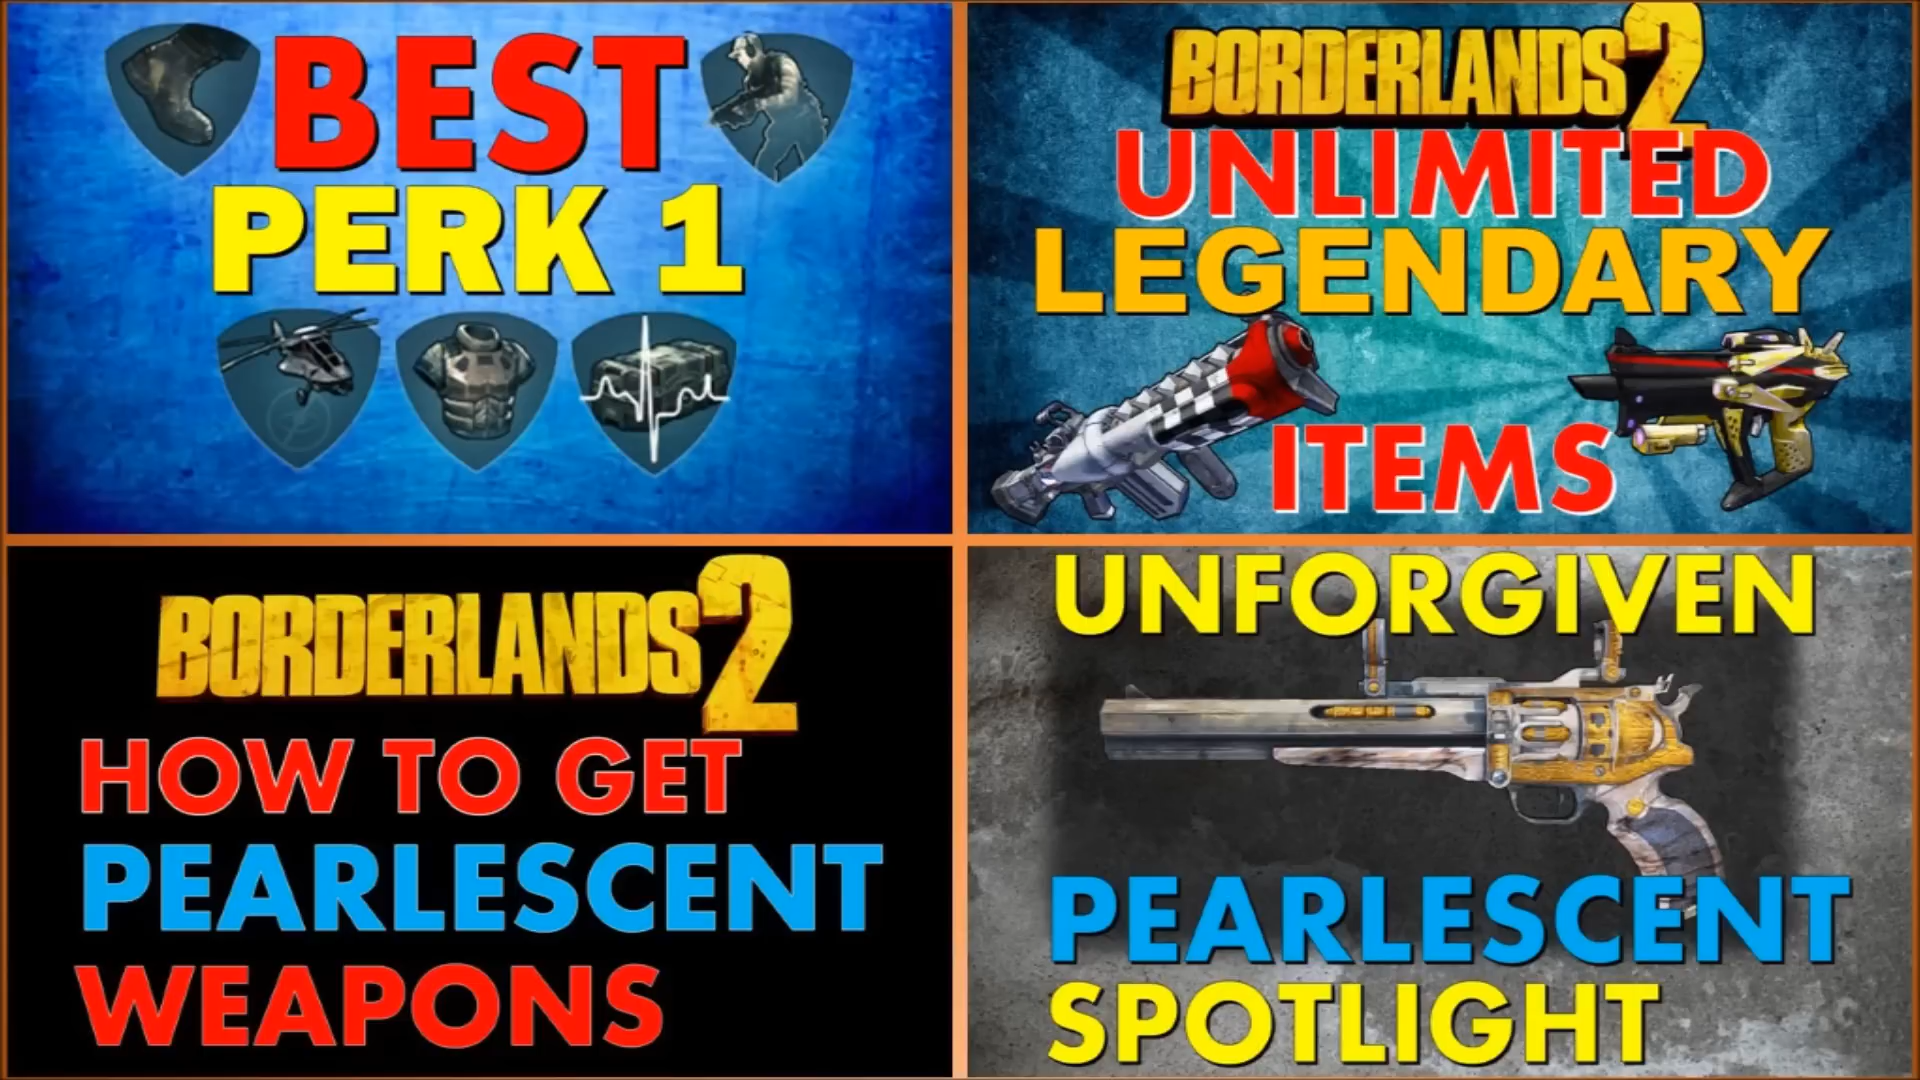 BEST
PERK 1
BORDERLANDS 2
UNLIMITED
LEGENDARY
ITEMS
BORDERLANDS 2
HOW TO GET
PEARLESCENT
WEAPONS
UNFORGIVEN
PEARLESCENT
SPOTLIGHT